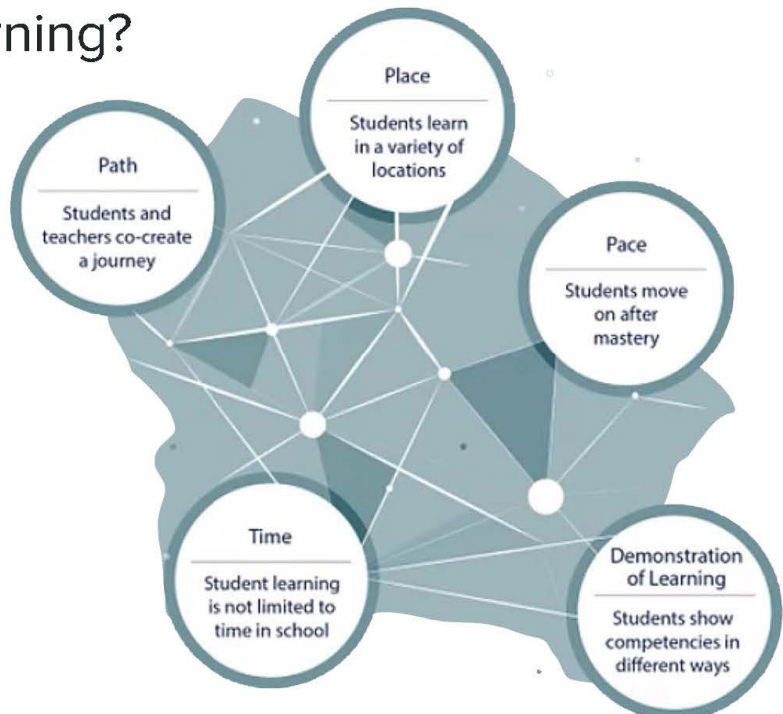 Place
Students learn
in a variety of
locations
Path
Students and
teachers co-create
a journey
Pace
Students move
on after
mastery
Time
Student learning
is not limited to
time in school
Demonstration
of Learning
Students show
competencies in
different ways